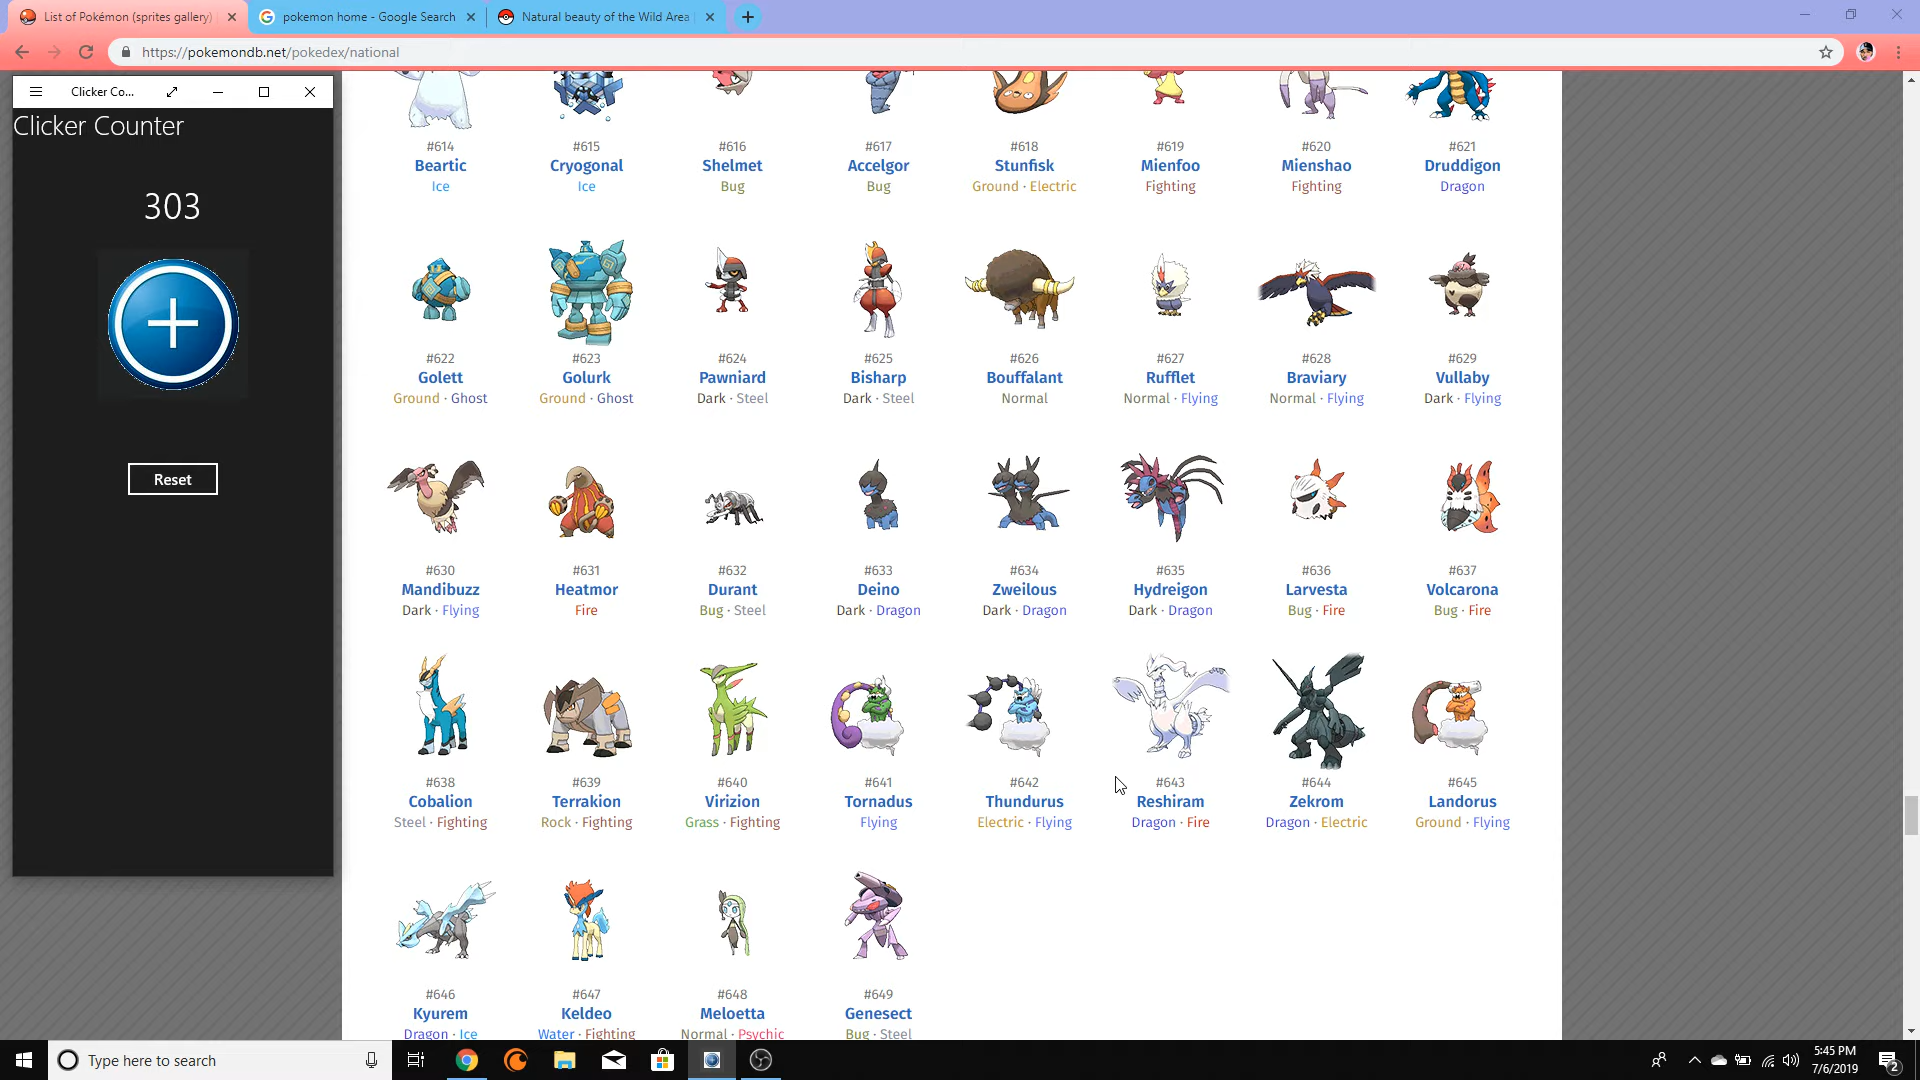 List of Pokémon (sprites gallery)
pokemon home - Google Search
Natural beauty of the Wild Area
https://pokemondb.net/pokedex/national
Clicker Co...
Clicker Counter
303
Reset
#614 #615 #616 #617 #618 #619 #620 #621
Beartic Cryogonal Shelmet Accelgor Stunfisk Mienfoo Mienshao Druddigon
Ice Ice Bug Bug Ground · Electric Fighting Fighting Dragon
#622 #623 #624 #625 #626 #627 #628 #629
Golett Golurk Pawniard Bisharp Bouffalant Rufflet Braviary Vullaby
Ground · Ghost Ground · Ghost Dark · Steel Dark · Steel Normal Normal · Flying Normal · Flying Dark · Flying
#630 #631 #632 #633 #634 #635 #636 #637
Mandibuzz Heatmor Durant Deino Zweilous Hydreigon Larvesta Volcarona
Dark · Flying Fire Bug · Steel Dark · Dragon Dark · Dragon Dark · Dragon Bug · Fire Bug · Fire
#638 #639 #640 #641 #642 #643 #644 #645
Cobalion Terrakion Virizion Tornadus Thundurus Reshiram Zekrom Landorus
Steel · Fighting Rock · Fighting Grass · Fighting Flying Electric · Flying Dragon · Fire Dragon · Electric Ground · Flying
#646 #647 #648 #649
Kyurem Keldeo Meloetta Genesect
Dragon · Ice Water · Fighting Normal · Psychic Bug · Steel
Type here to search
5:45 PM
7/6/2019
2